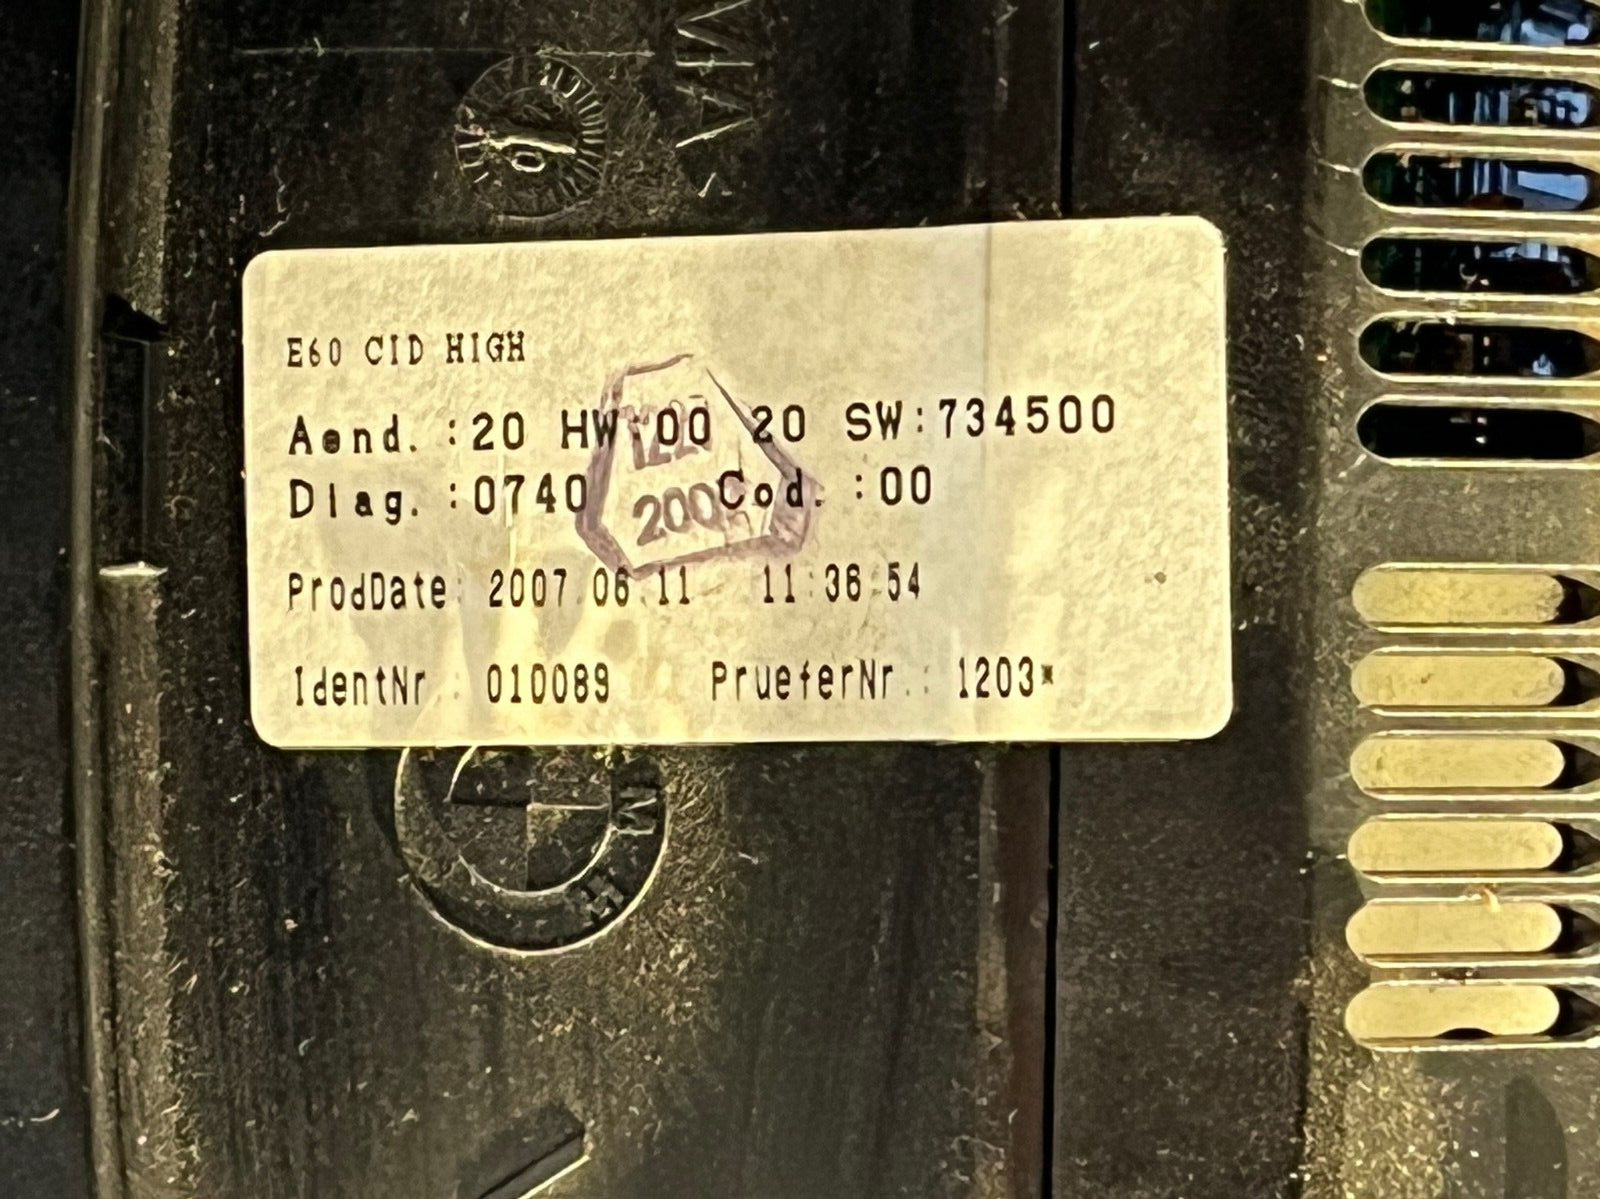 E60 CID HIGH
Aend. :20 HW:00 20 SW:734500
Diag. :0740 Cod. :00
ProdDate: 2007.06.11 11:36:54
IdentNr.: 010089 PrueferNr.: 1203*